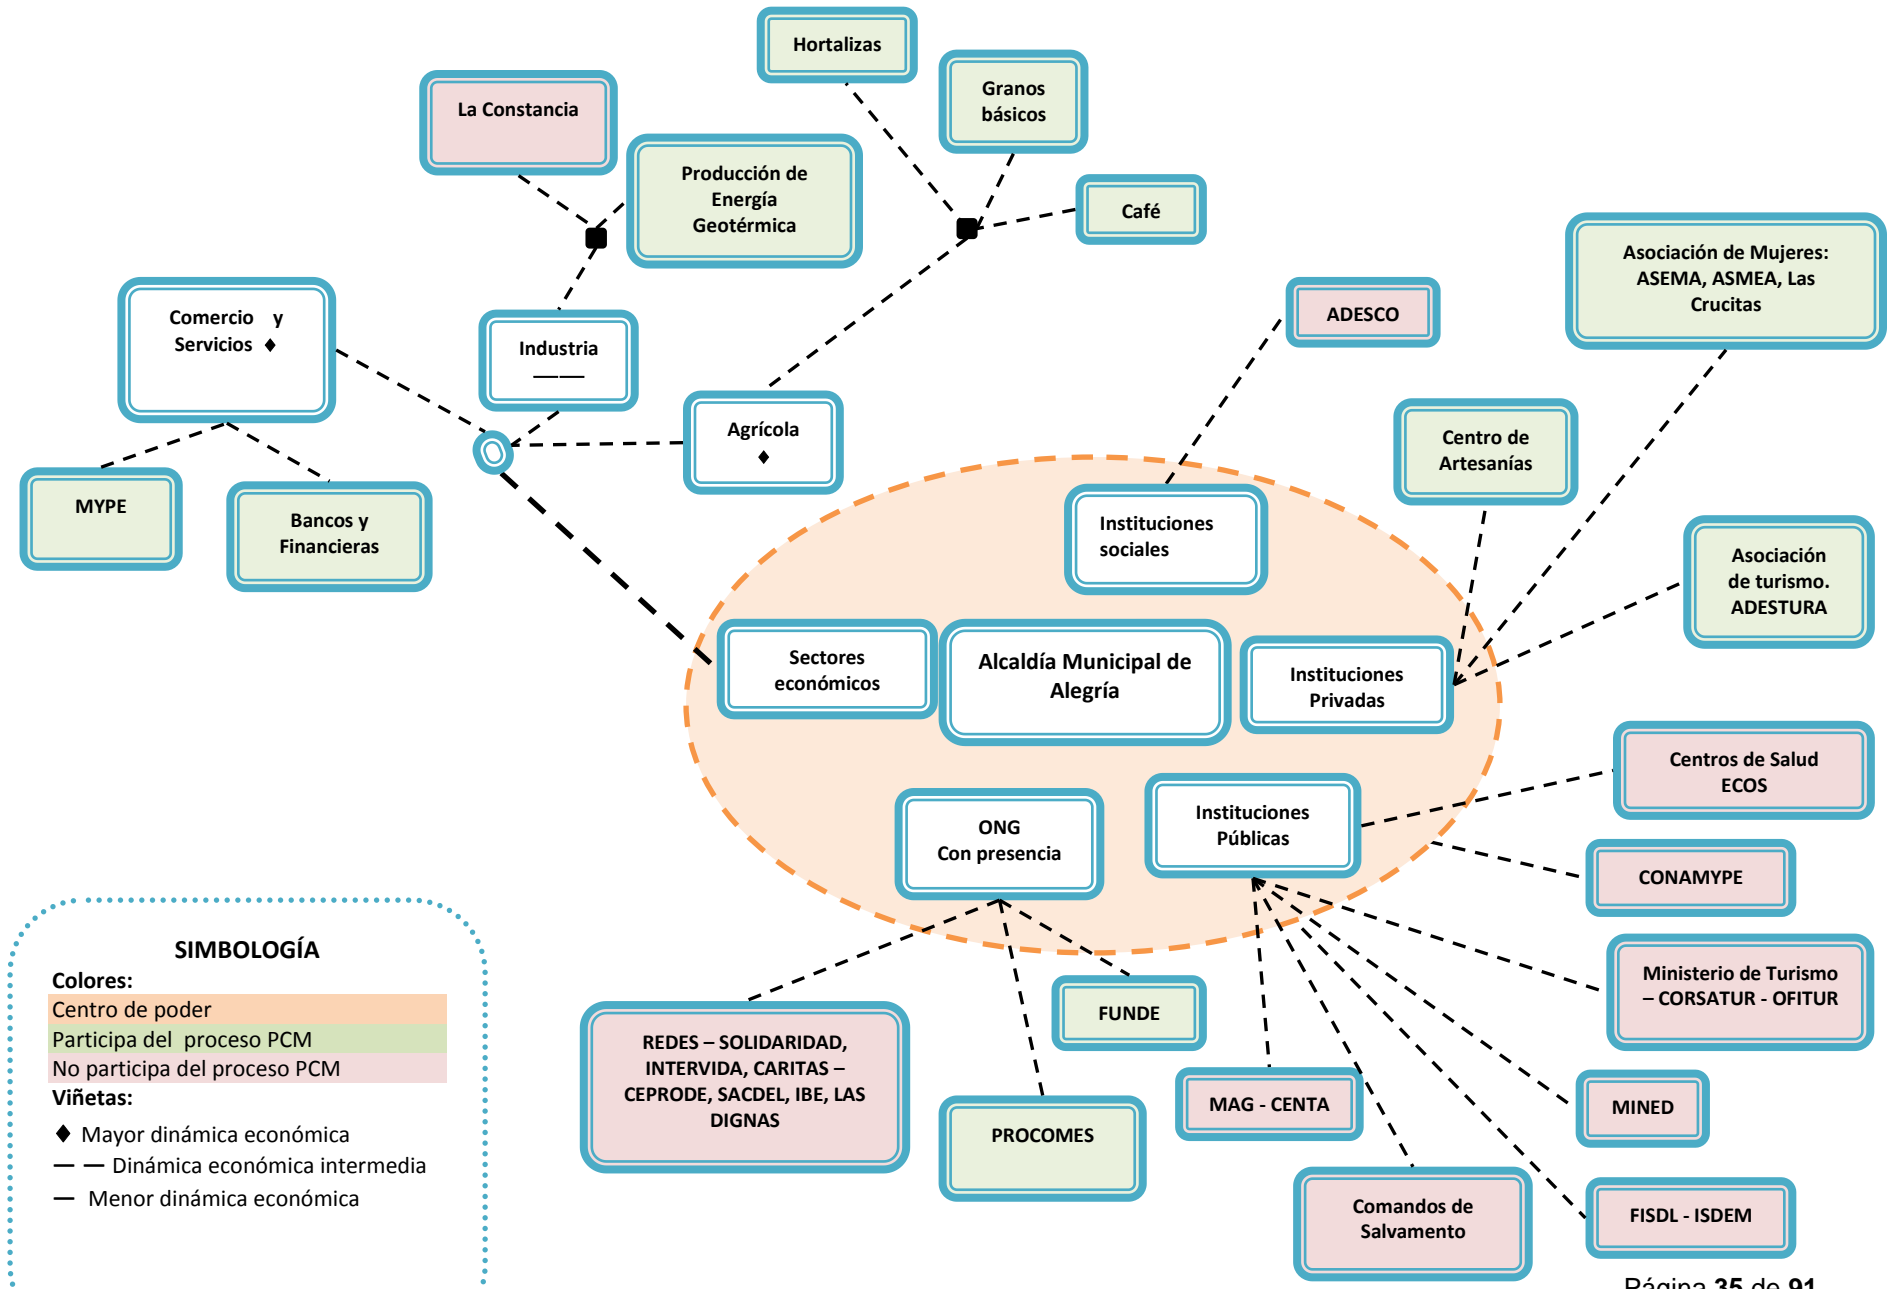 Hortalizas
Granos
básicos
La Constancia
Producción de
Energía
Geotérmica
Café
Asociación de Mujeres:
ASEMA, ASMEA, Las
Crucitas
Comercio y
Servicios ♦
Industria
——
ADESCO
Agrícola
♦
Centro de
Artesanías
MYPE
Bancos y
Financieras
Instituciones
sociales
Asociación
de turismo.
ADESTURA
Sectores
económicos
Alcaldía Municipal de
Alegría
Instituciones
Privadas
Centros de Salud
ECOS
ONG
Con presencia
Instituciones
Públicas
CONAMYPE
Ministerio de Turismo
– CORSATUR - OFITUR
FUNDE
REDES – SOLIDARIDAD,
INTERVIDA, CARITAS –
CEPRODE, SACDEL, IBE, LAS
DIGNAS
PROCOMES
MAG - CENTA
MINED
Comandos de
Salvamento
FISDL - ISDEM
SIMBOLOGÍA
Colores:
Centro de poder
Participa del proceso PCM
No participa del proceso PCM
Viñetas:
♦ Mayor dinámica económica
— — Dinámica económica intermedia
— Menor dinámica económica
Página 35 de 91